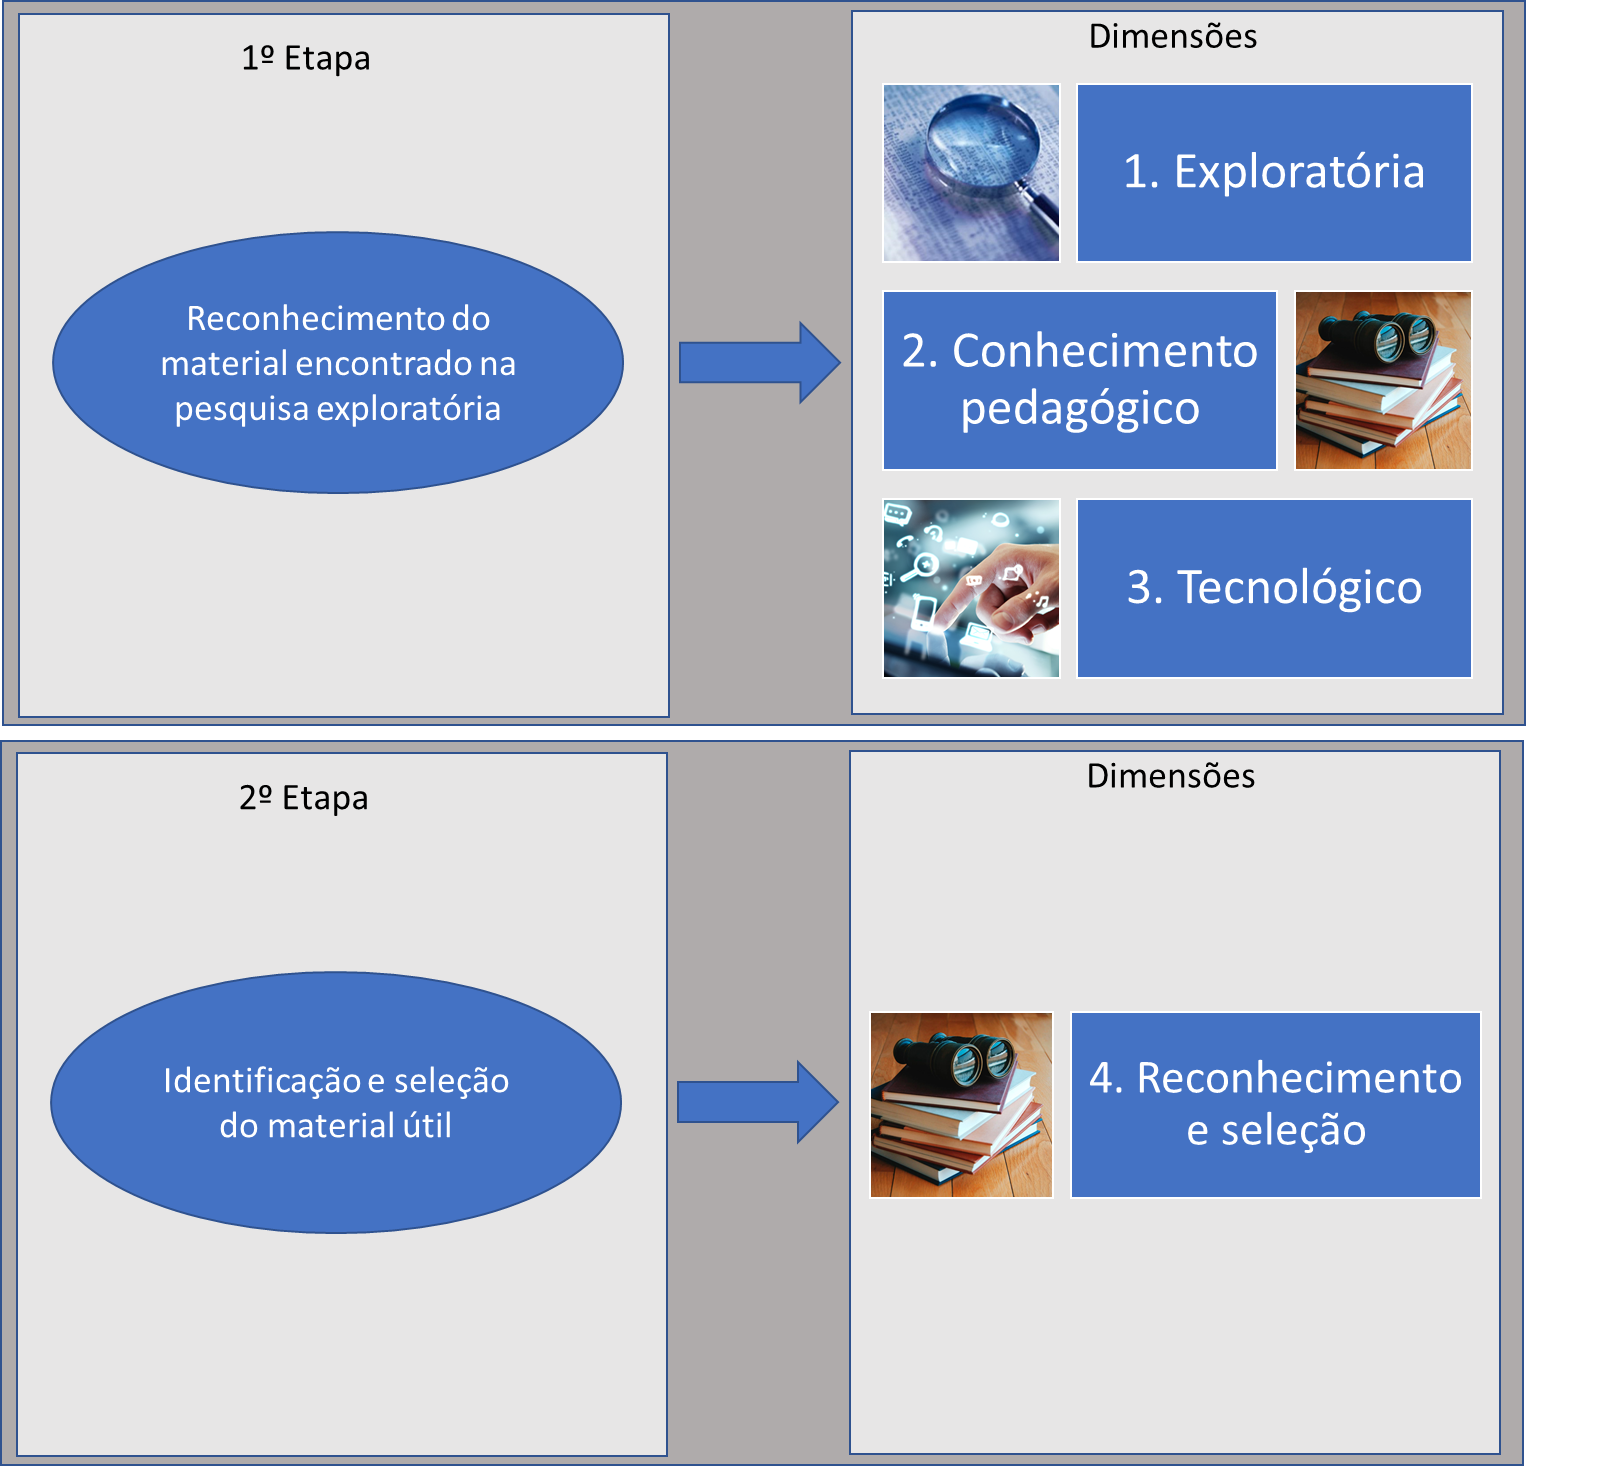 1º Etapa
Reconhecimento do
material encontrado na
pesquisa exploratória
Dimensões
1. Exploratória
2. Conhecimento
pedagógico
3. Tecnológico
2º Etapa
Identificação e seleção
do material útil
Dimensões
4. Reconhecimento
e seleção